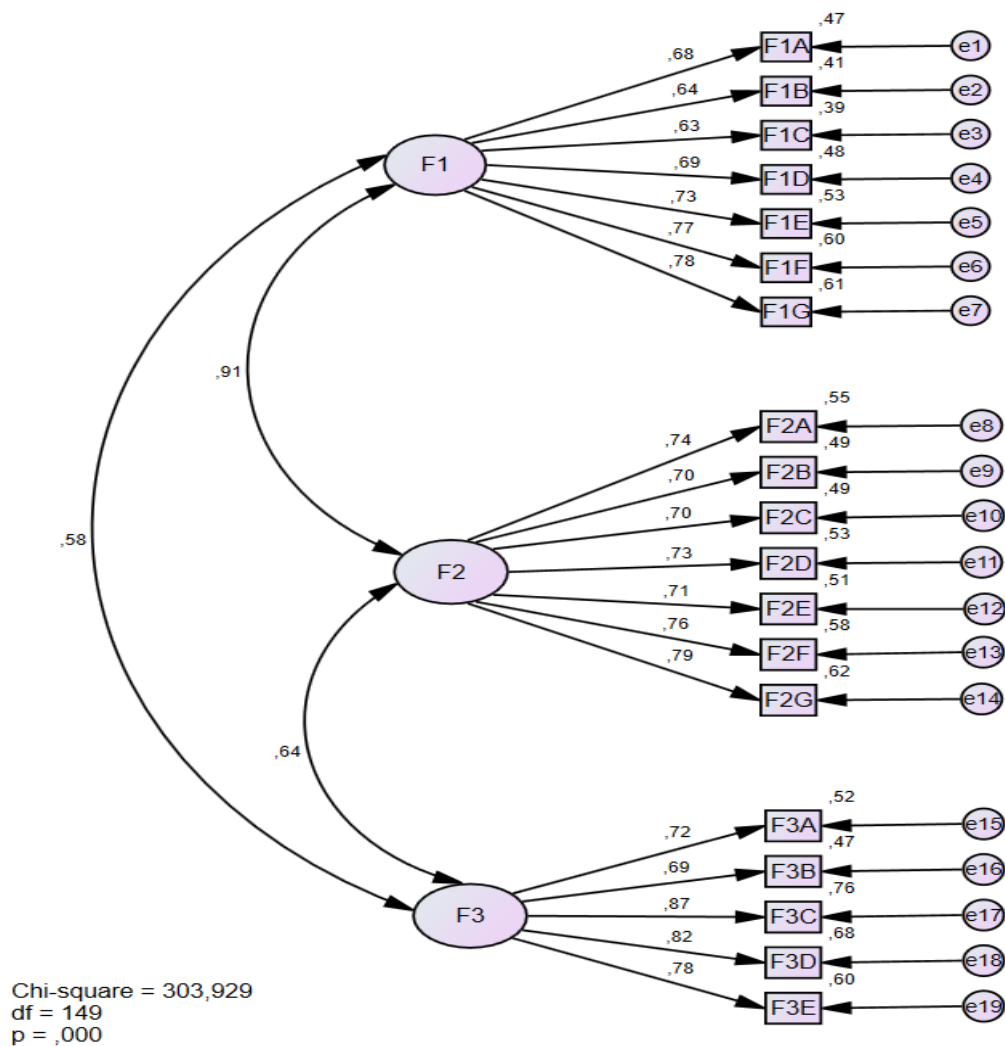 ,47
,68
F1A
e1
,41
,64
F1B
e2
,39
,63
F1C
e3
,48
F1
,69
F1D
e4
,53
,73
F1E
e5
,60
,77
F1F
e6
,61
,78
F1G
e7
,91
,55
,74
F2A
e8
,49
,70
F2B
e9
,49
,70
F2C
e10
,58
,53
F2
,73
F2D
e11
,51
,71
F2E
e12
,58
,76
F2F
e13
,62
,79
F2G
e14
,64
,52
,72
F3A
e15
,47
,69
F3B
e16
,76
F3
,87
F3C
e17
,68
,82
F3D
e18
,60
,78
F3E
e19
Chi-square = 303,929
df = 149
p = ,000